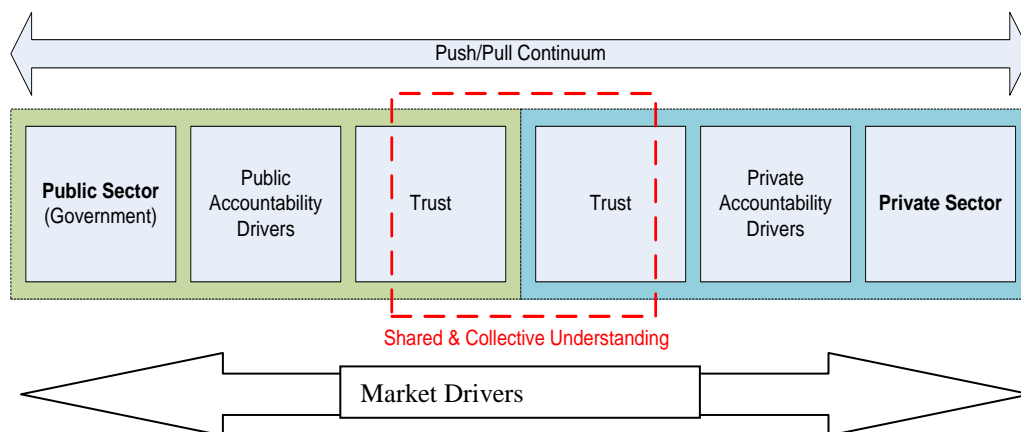 Push/Pull Continuum
Public Sector
(Government)
Public
Accountability
Drivers
Trust
Trust
Private
Accountability
Drivers
Private Sector
Shared & Collective Understanding
Market Drivers